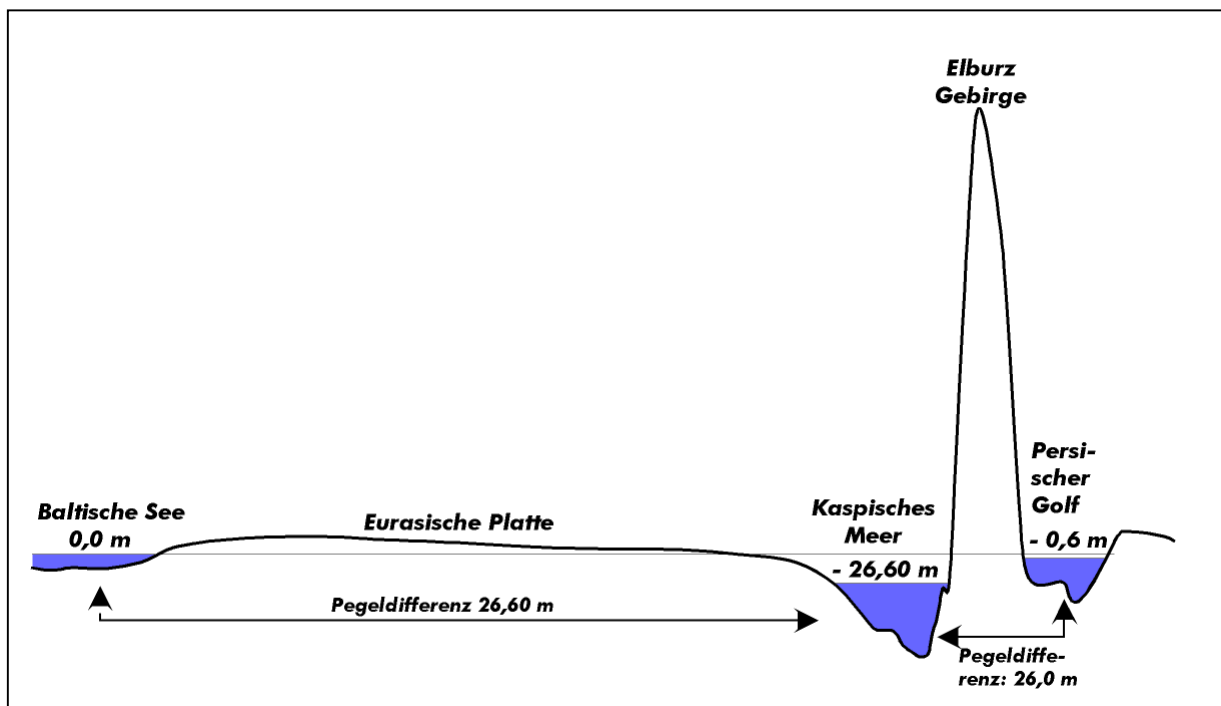 Elburz
Gebirge
Baltische See
0,0 m
Eurasische Platte
Kaspisches
Meer
- 26,60 m
Persi-
scher
Golf
- 0,6 m
Pegeldifferenz 26,60 m
Pegeldiffe-
renz: 26,0 m